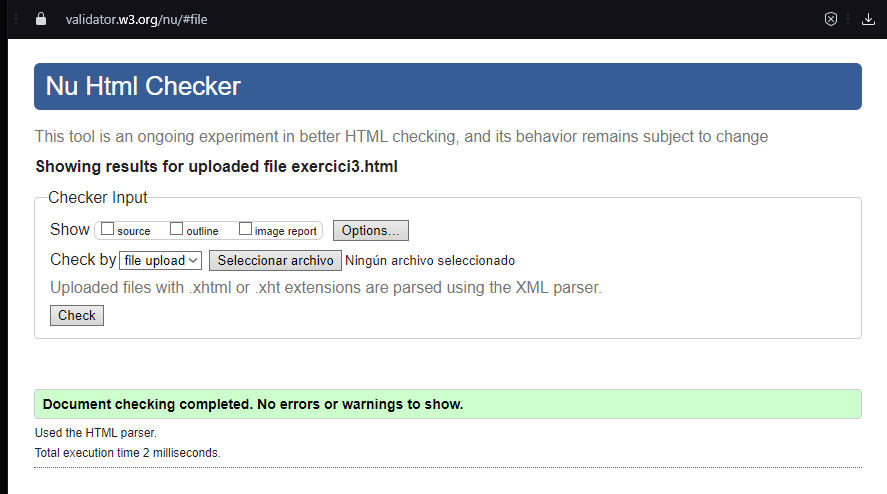 validator.w3.org/nu/#file
Nu Html Checker
This tool is an ongoing experiment in better HTML checking, and its behavior remains subject to change
Showing results for uploaded file exercici3.html
Checker Input
Show source outline image report Options...
Check by file upload Seleccionar archivo Ningún archivo seleccionado
Uploaded files with .xhtml or .xht extensions are parsed using the XML parser.
Check
Document checking completed. No errors or warnings to show.
Used the HTML parser.
Total execution time 2 milliseconds.